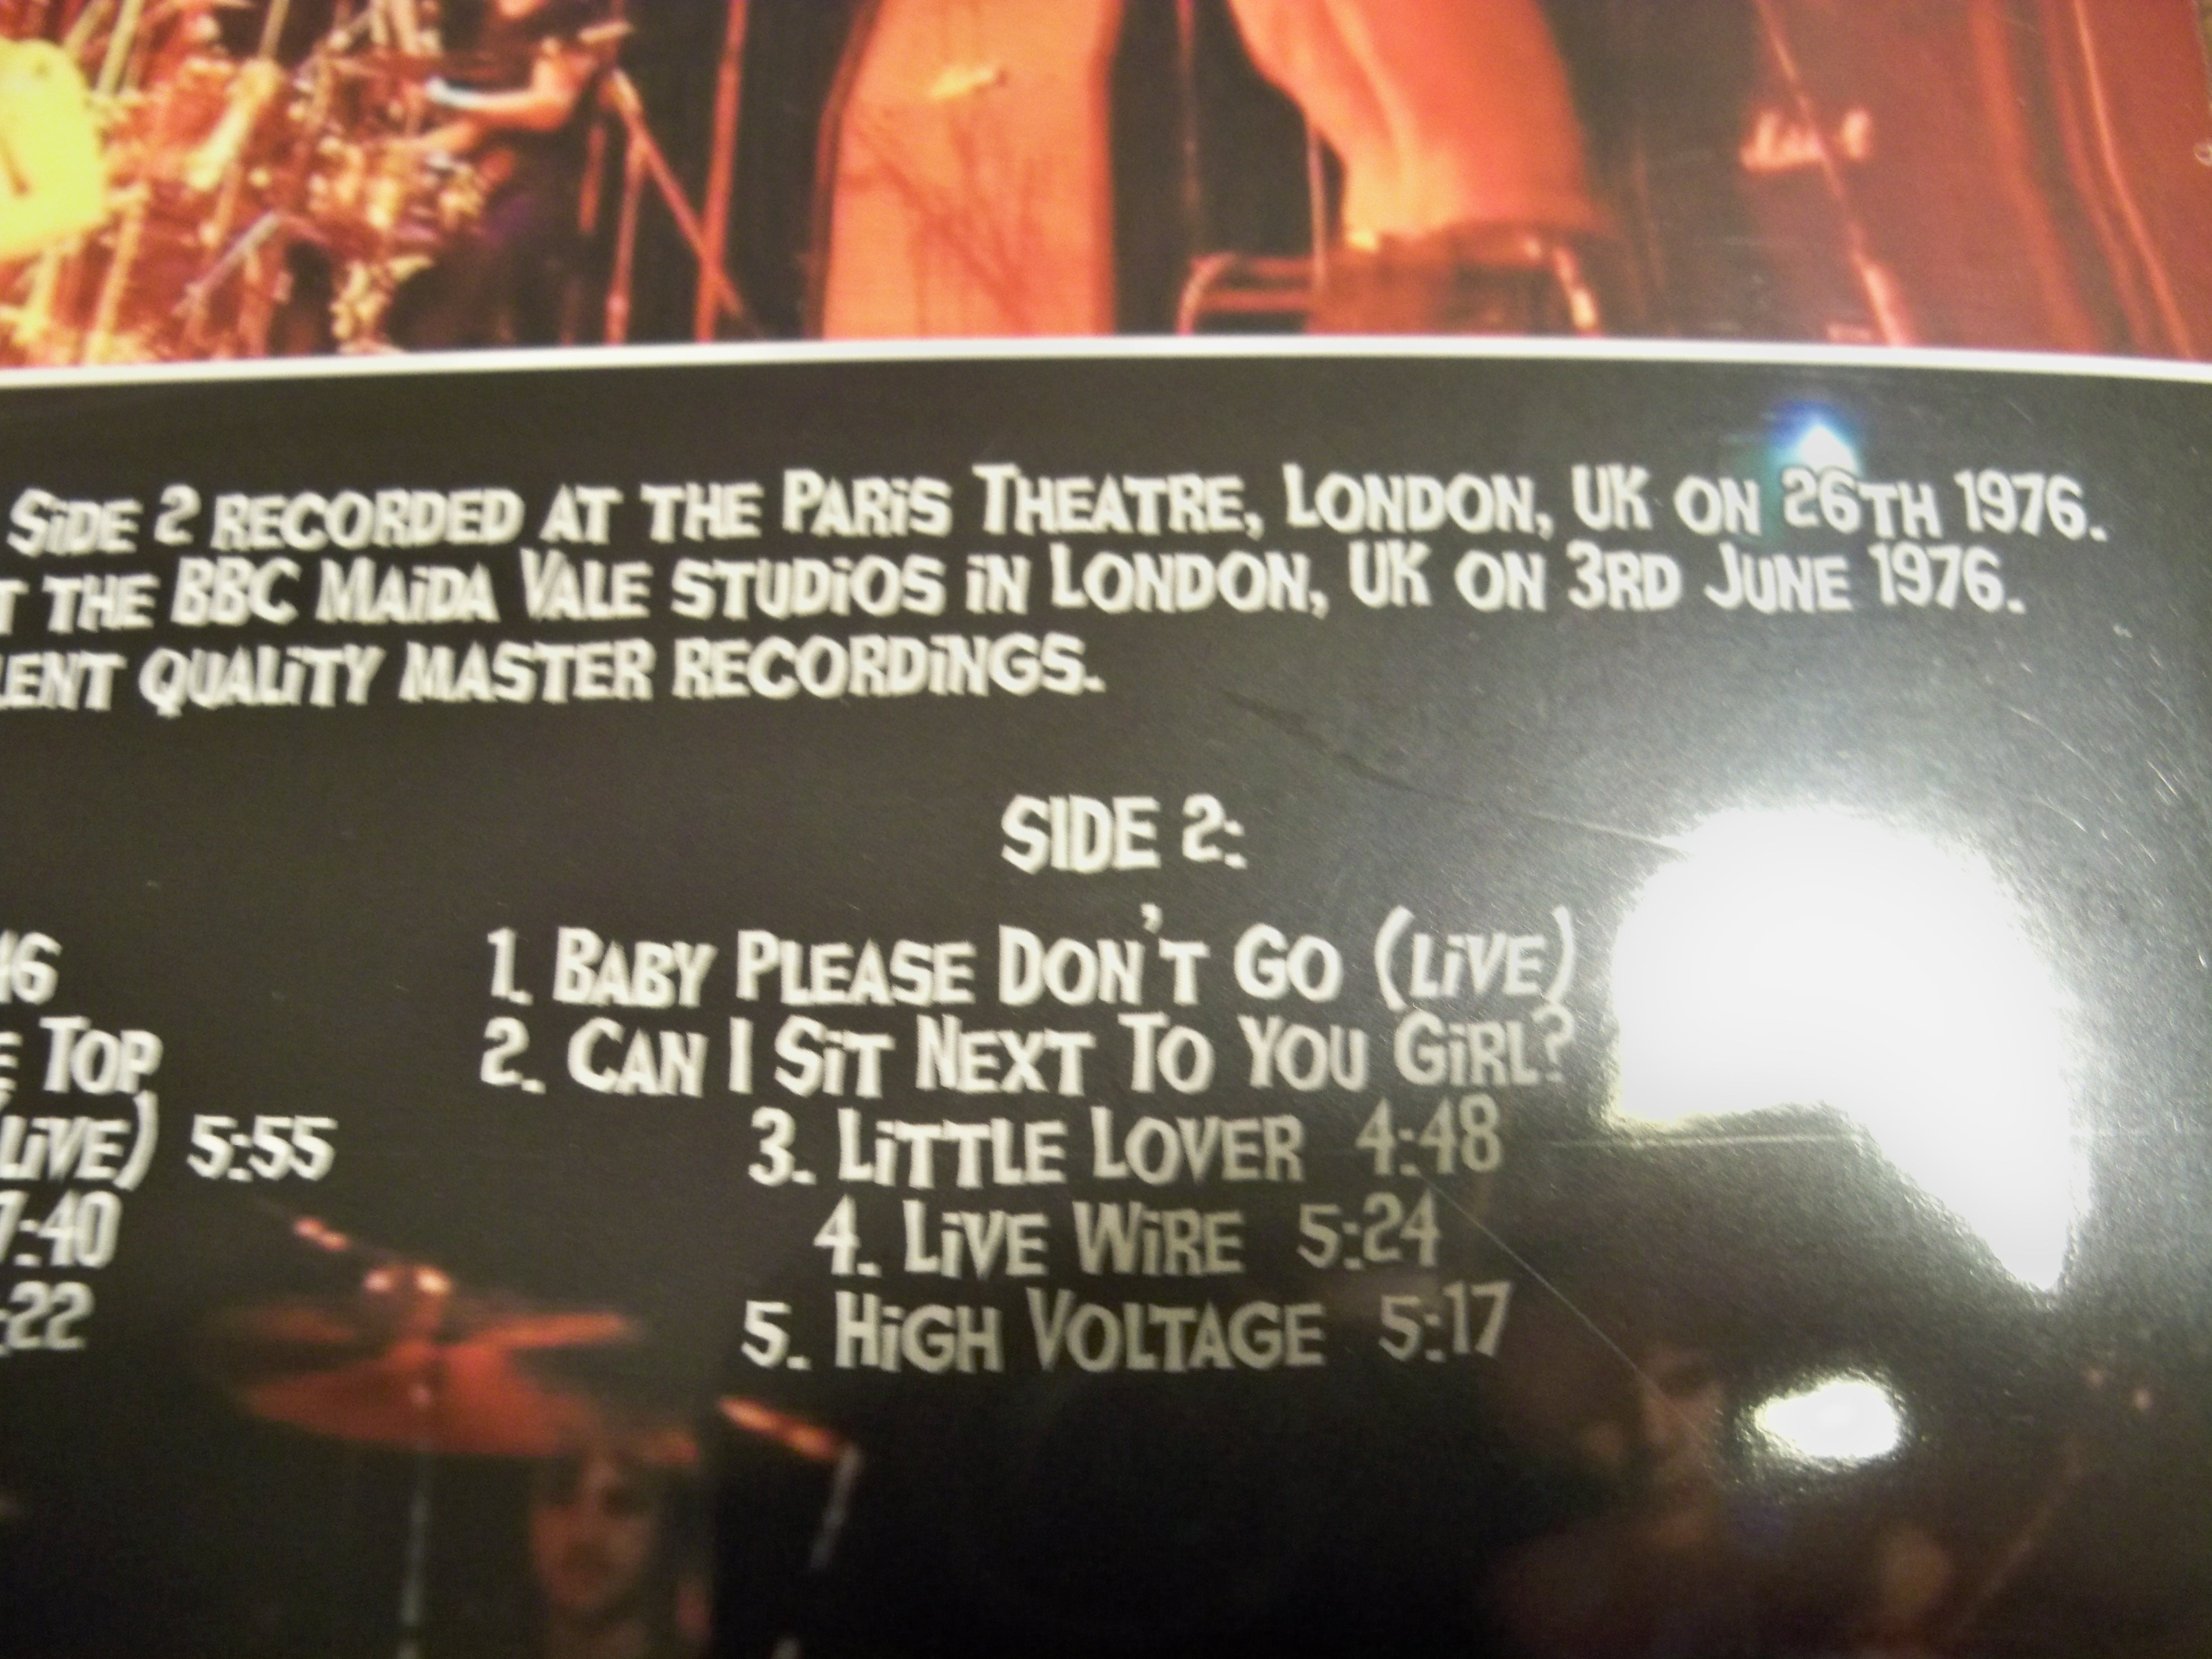 Side 2 recorded at the Paris Theatre, London, UK on 26th 1976.
T the BBC Maida Vale studios in London, UK on 3rd June 1976.
LENT quality master recordings.
SIDE 2:
1. Baby Please Don't Go (Live)
46
2. Can I Sit Next To You Girl?
E Top
3. Little Lover 4:48
Live) 5:55
4. Live Wire 5:24
7:40
5. High Voltage 5:17
:22